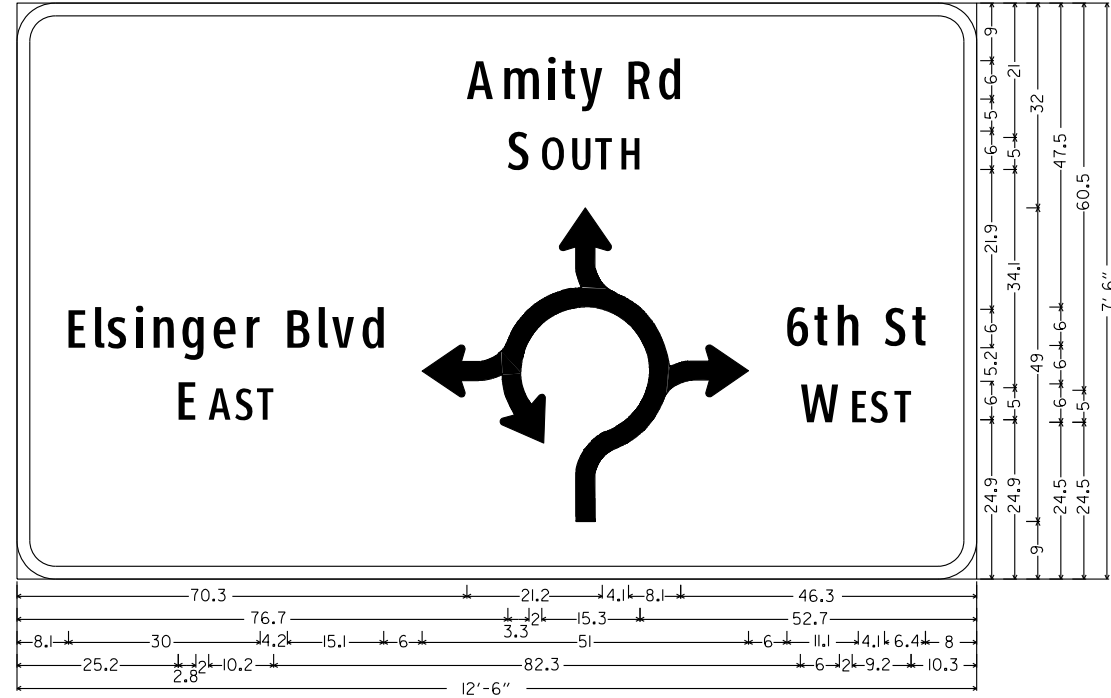 Amity Rd
SOUTH
Elsinger Blvd
EAST
6th St
WEST
9 6 5 6 21.9 6 5.2 6 24.9
21 5 34.1 5 24.9
32 49 9
47.5 6 6 6 24.5
60.5 5 24.5
7'-6"
70.3 21.2 4.1 8.1 46.3
76.7 3.3 2 15.3 52.7
8.1 30 4.2 15.1 6 51 6 11.1 4.1 6.4 8
25.2 2.8 2 10.2 82.3 6 2 9.2 10.3
12'-6"